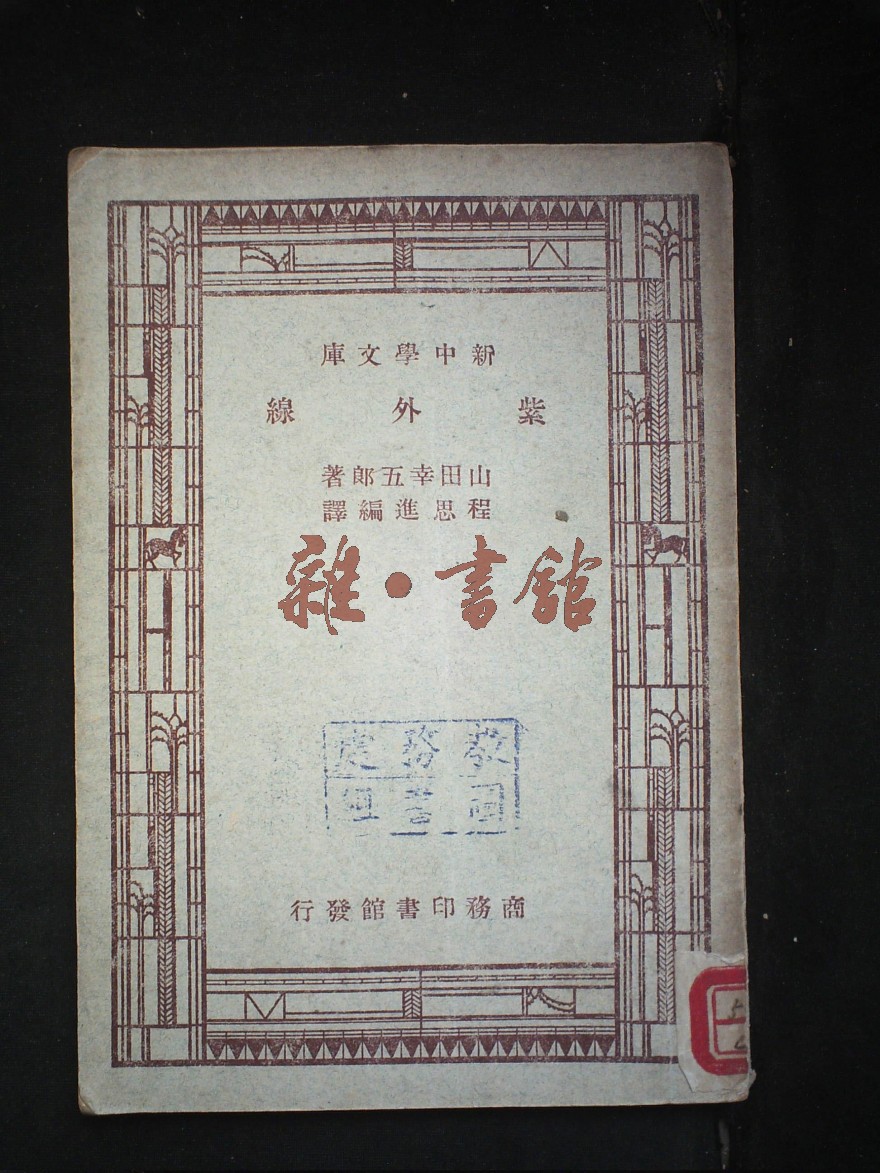 新中學文庫
紫外線
山田幸五郎著
程思進編譯
雜·書館
教務處
圖書組
商務印書館發行